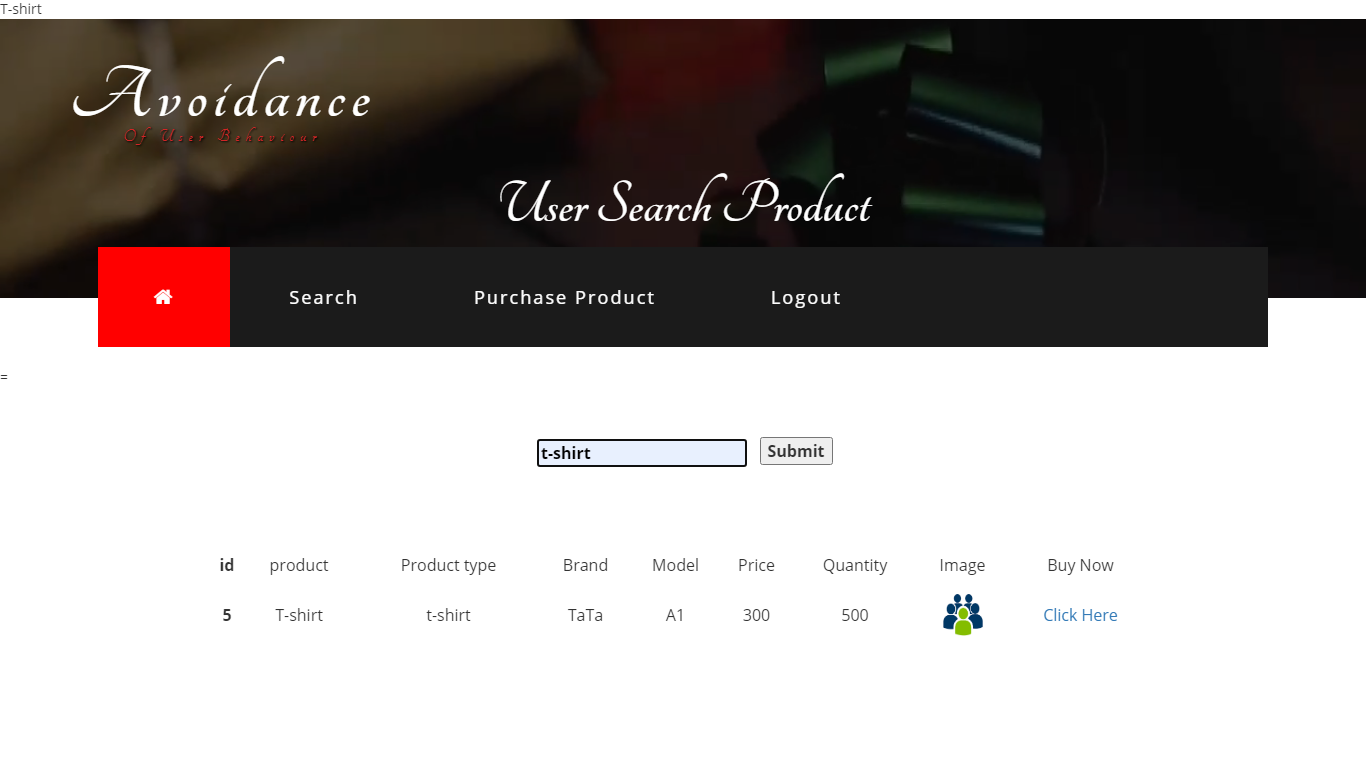 T-shirt
Avoidance
Of User Behaviour
User Search Product
Search Purchase Product Logout
=
t-shirt Submit
id product Product type Brand Model Price Quantity Image Buy Now
5 T-shirt t-shirt TaTa A1 300 500 Click Here